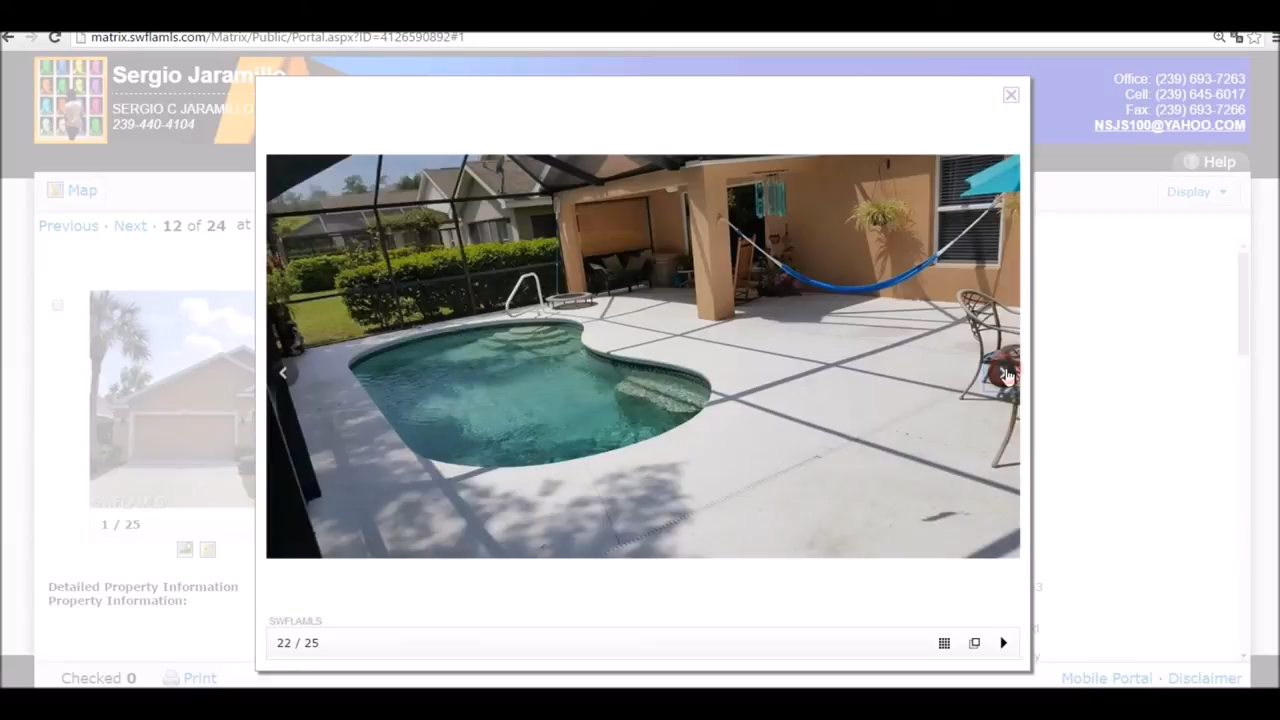 matrix.swflamls.com/Matrix/Public/Portal.aspx?ID=4126590892#1
Sergio Jaramillo
SERGIO C JARAMILLO
239-440-4104
Office: (239) 693-7263
Cell: (239) 645-6017
Fax: (239) 693-7266
NSJS100@YAHOO.COM
Help
Map
Display
Previous · Next · 12 of 24 at
SWFLAMLS
1 / 25
Detailed Property Information
Property Information:
SWFLAMLS
22 / 25
Checked 0
Print
Mobile Portal · Disclaimer